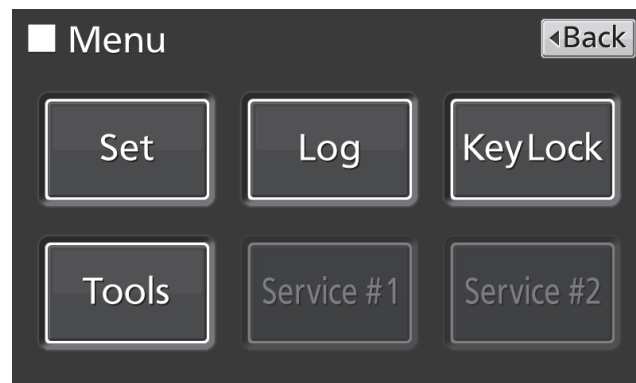 Menu
◂Back
Set
Log
KeyLock
Tools
Service #1
Service #2